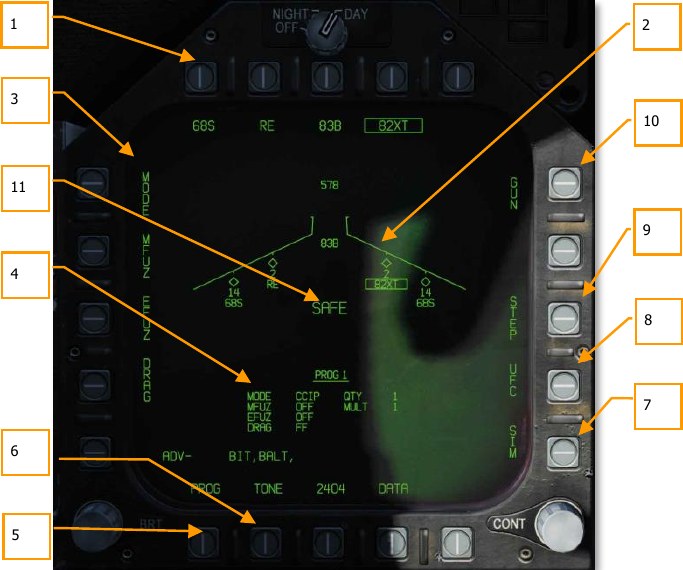 1
NIGHT DAY
OFF
2
3
68S RE 83B 82XT
10
MODE
578
GUN
11
83B
9
MFUZ
2 2
RE 82XT
14 14
68S 68S
4
SAFE
EFUZ
STEP
8
DRAG
PROG 1
UFC
MODE CCIP QTY 1
MFUZ OFF MULT 1
EFUZ OFF
DRAG FF
7
SIM
6
ADV- BIT,BALT,
PROG TONE 2404 DATA
BRT
CONT
5